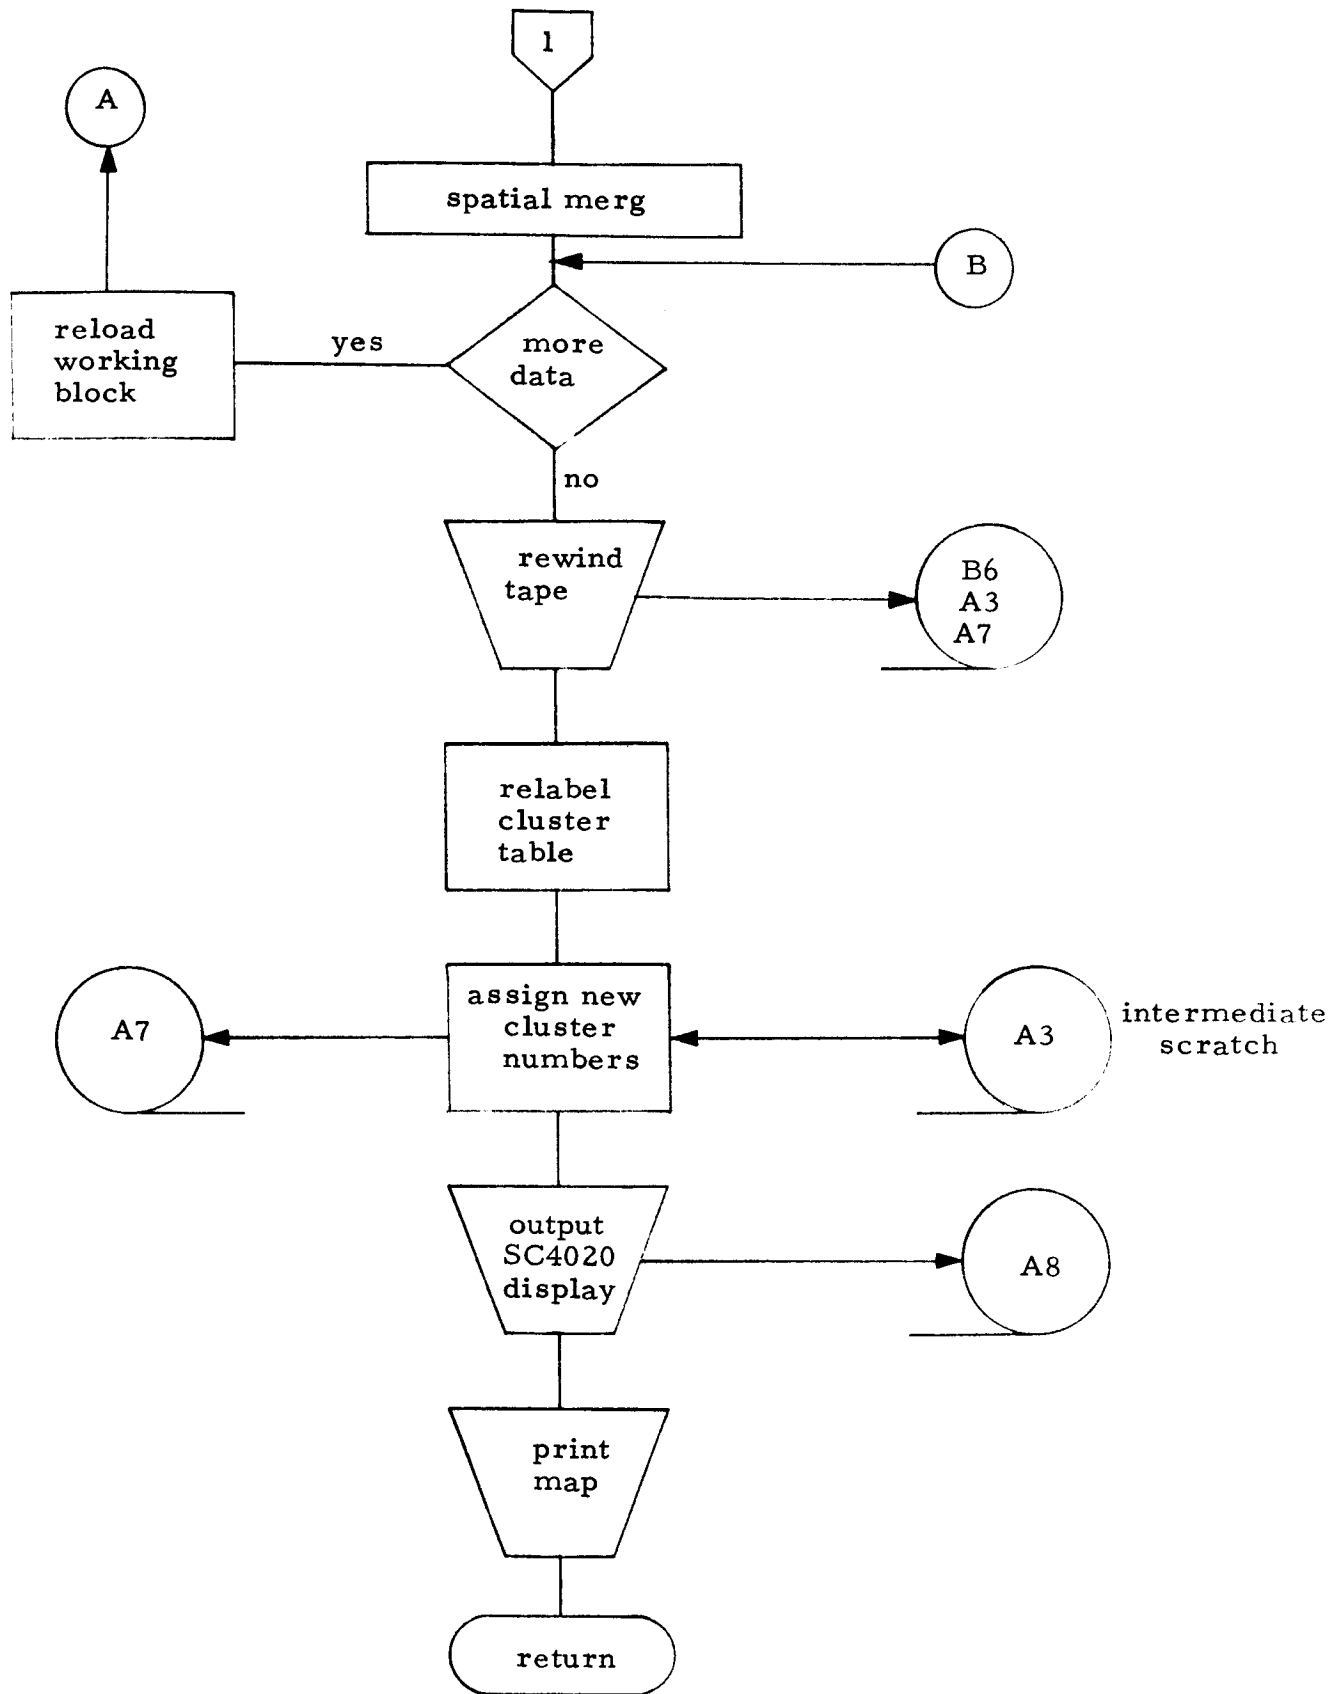 1
A
spatial merg
B
reload
working
block
yes
more
data
no
rewind
tape
B6
A3
A7
relabel
cluster
table
A7
assign new
cluster
numbers
A3
intermediate
scratch
output
SC4020
display
A8
print
map
return